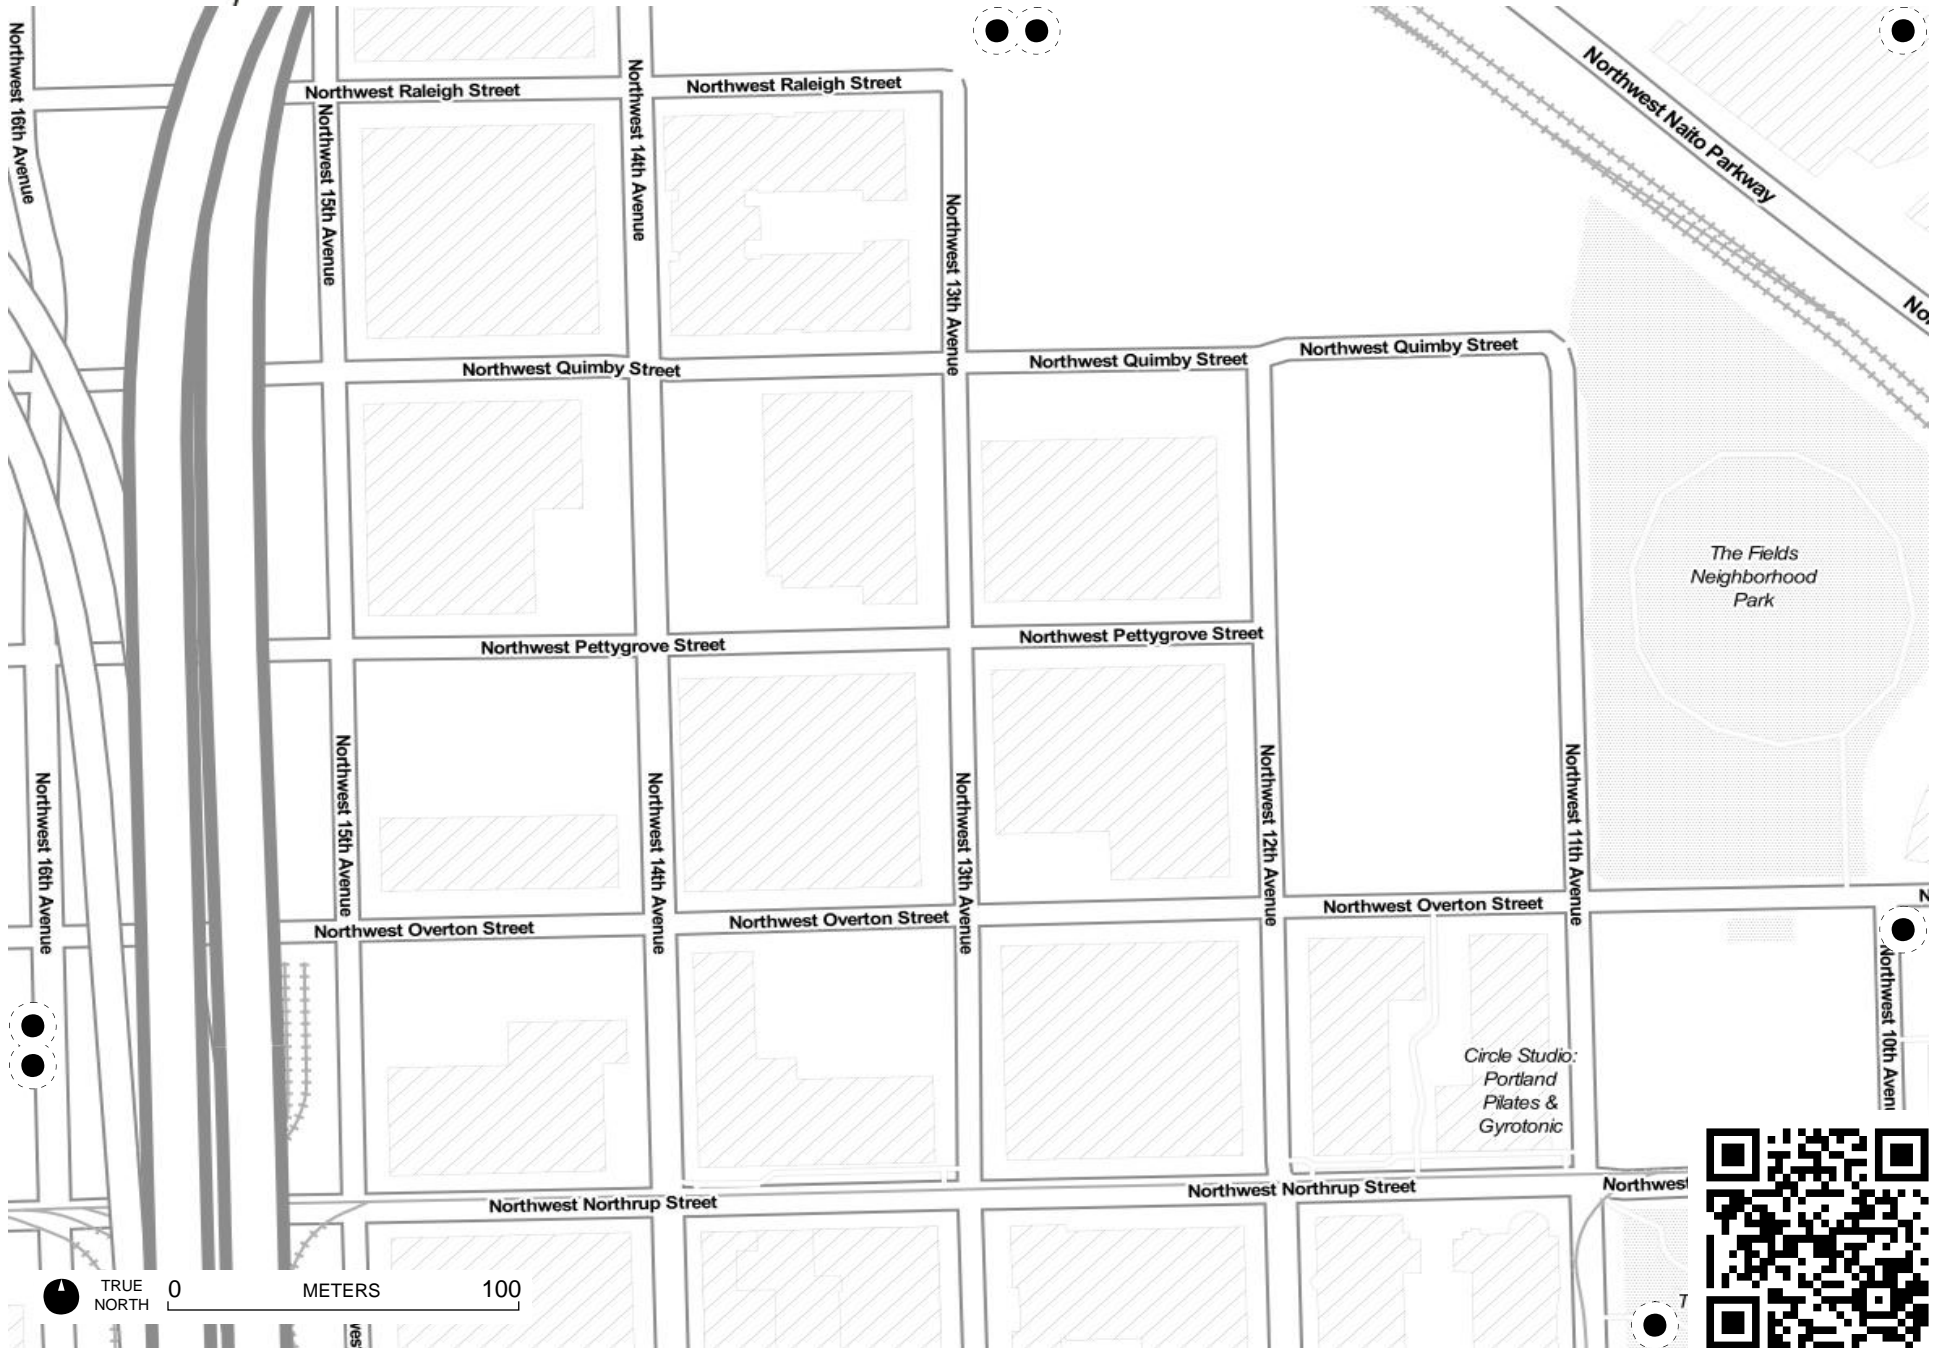 Northwest 16th Avenue
Northwest Raleigh Street
Northwest 15th Avenue
Northwest 14th Avenue
Northwest Raleigh Street
Northwest 13th Avenue
Northwest Naito Parkway
Northwest Quimby Street
Northwest Quimby Street
Northwest Quimby Street
The Fields
Neighborhood
Park
Northwest Pettygrove Street
Northwest Pettygrove Street
Northwest 16th Avenue
Northwest 15th Avenue
Northwest 14th Avenue
Northwest 13th Avenue
Northwest 12th Avenue
Northwest 11th Avenue
Northwest Overton Street
Northwest Overton Street
Northwest Overton Street
Northwest 10th Aven
Circle Studio:
Portland
Pilates &
Gyrotonic
Northwest Northrup Street
Northwest Northrup Street
Northwest
TRUE
NORTH
0 METERS 100